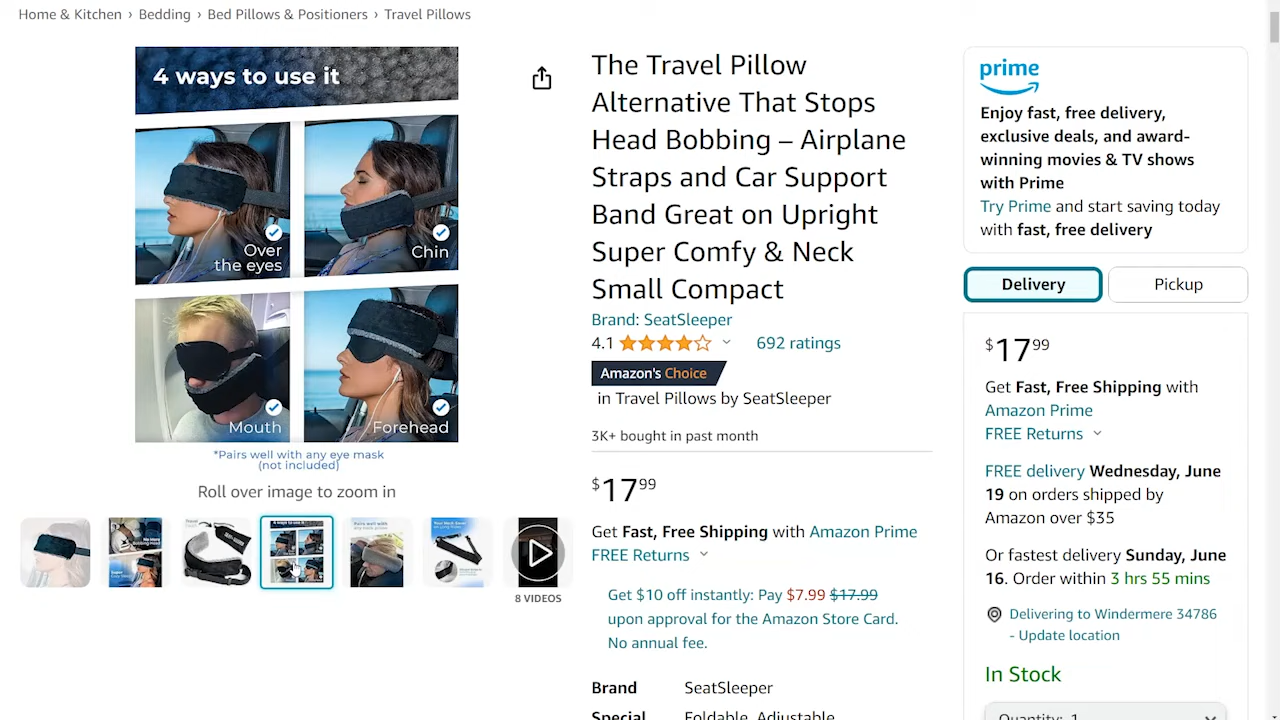 Home & Kitchen › Bedding › Bed Pillows & Positioners › Travel Pillows
4 ways to use it
Over
the eyes
Chin
Mouth
Forehead
*Pairs well with any eye mask
(not included)
Roll over image to zoom in
8 VIDEOS
The Travel Pillow
Alternative That Stops
Head Bobbing – Airplane
Straps and Car Support
Band Great on Upright
Super Comfy & Neck
Small Compact
Brand: SeatSleeper
4.1 692 ratings
Amazon's Choice
in Travel Pillows by SeatSleeper
3K+ bought in past month
$17 99
Get Fast, Free Shipping with Amazon Prime
FREE Returns
Get $10 off instantly: Pay $7.99 $17.99
upon approval for the Amazon Store Card.
No annual fee.
Brand SeatSleeper
Special Foldable, Adjustable
prime
Enjoy fast, free delivery,
exclusive deals, and award-
winning movies & TV shows
with Prime
Try Prime and start saving today
with fast, free delivery
Delivery Pickup
$17 99
Get Fast, Free Shipping with
Amazon Prime
FREE Returns
FREE delivery Wednesday, June
19 on orders shipped by
Amazon over $35
Or fastest delivery Sunday, June
16. Order within 3 hrs 55 mins
Delivering to Windermere 34786
- Update location
In Stock
Quantity: 1